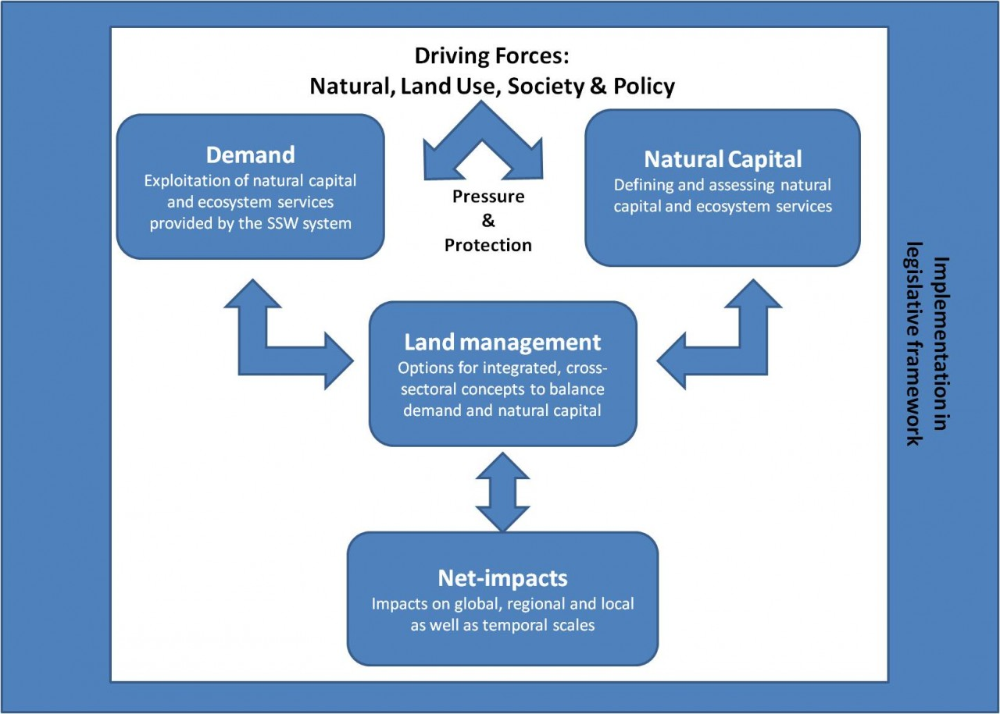 Driving Forces:
Natural, Land Use, Society & Policy
Demand
Exploitation of natural capital
and ecosystem services
provided by the SSW system
Pressure
&
Protection
Natural Capital
Defining and assessing natural
capital and ecosystem services
Land management
Options for integrated, cross-
sectoral concepts to balance
demand and natural capital
Net-impacts
Impacts on global, regional and local
as well as temporal scales
Implementation in
legislative framework